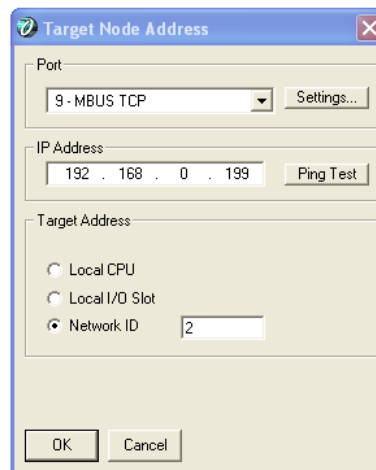 Target Node Address
Port
9 - MBUS TCP
Settings...
IP Address
192 . 168 . 0 . 199
Ping Test
Target Address
Local CPU
Local I/O Slot
Network ID
2
OK
Cancel